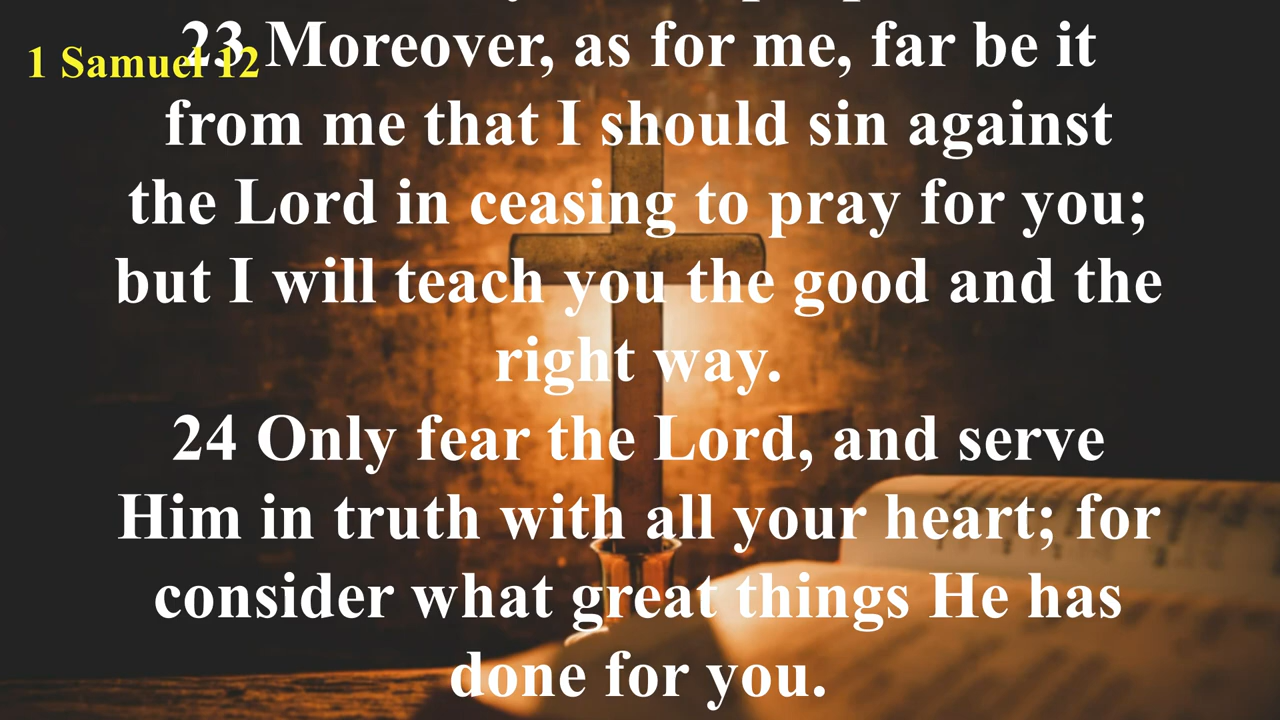 1 Samuel 12
23 Moreover, as for me, far be it
from me that I should sin against
the Lord in ceasing to pray for you;
but I will teach you the good and the
right way.
24 Only fear the Lord, and serve
Him in truth with all your heart; for
consider what great things He has
done for you.